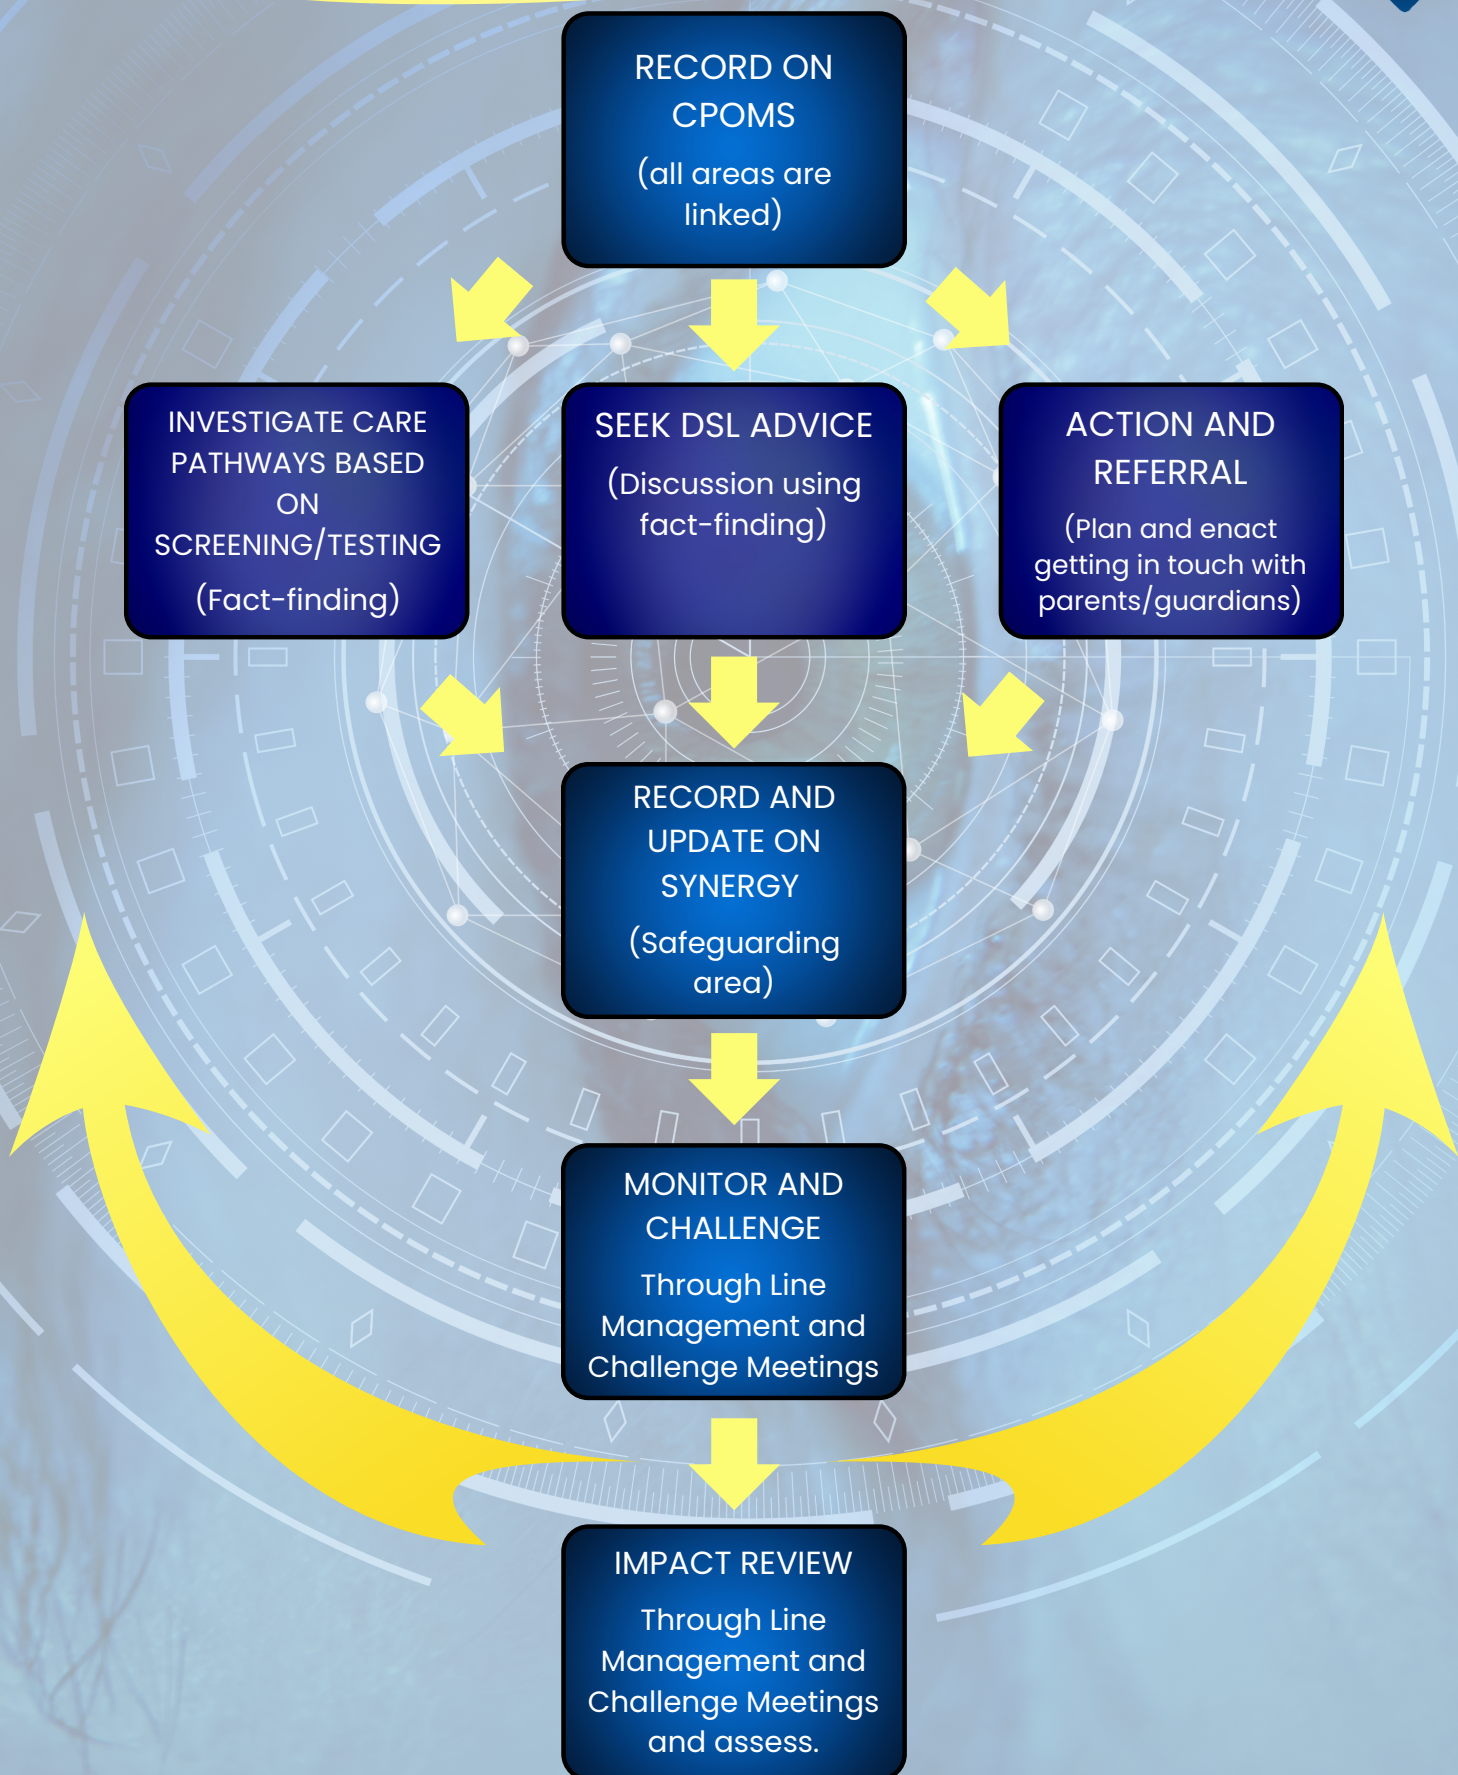 RECORD ON
CPOMS
(all areas are
linked)
INVESTIGATE CARE
PATHWAYS BASED
ON
SCREENING/TESTING
(Fact-finding)
SEEK DSL ADVICE
(Discussion using
fact-finding)
ACTION AND
REFERRAL
(Plan and enact
getting in touch with
parents/guardians)
RECORD AND
UPDATE ON
SYNERGY
(Safeguarding
area)
MONITOR AND
CHALLENGE
Through Line
Management and
Challenge Meetings
IMPACT REVIEW
Through Line
Management and
Challenge Meetings
and assess.